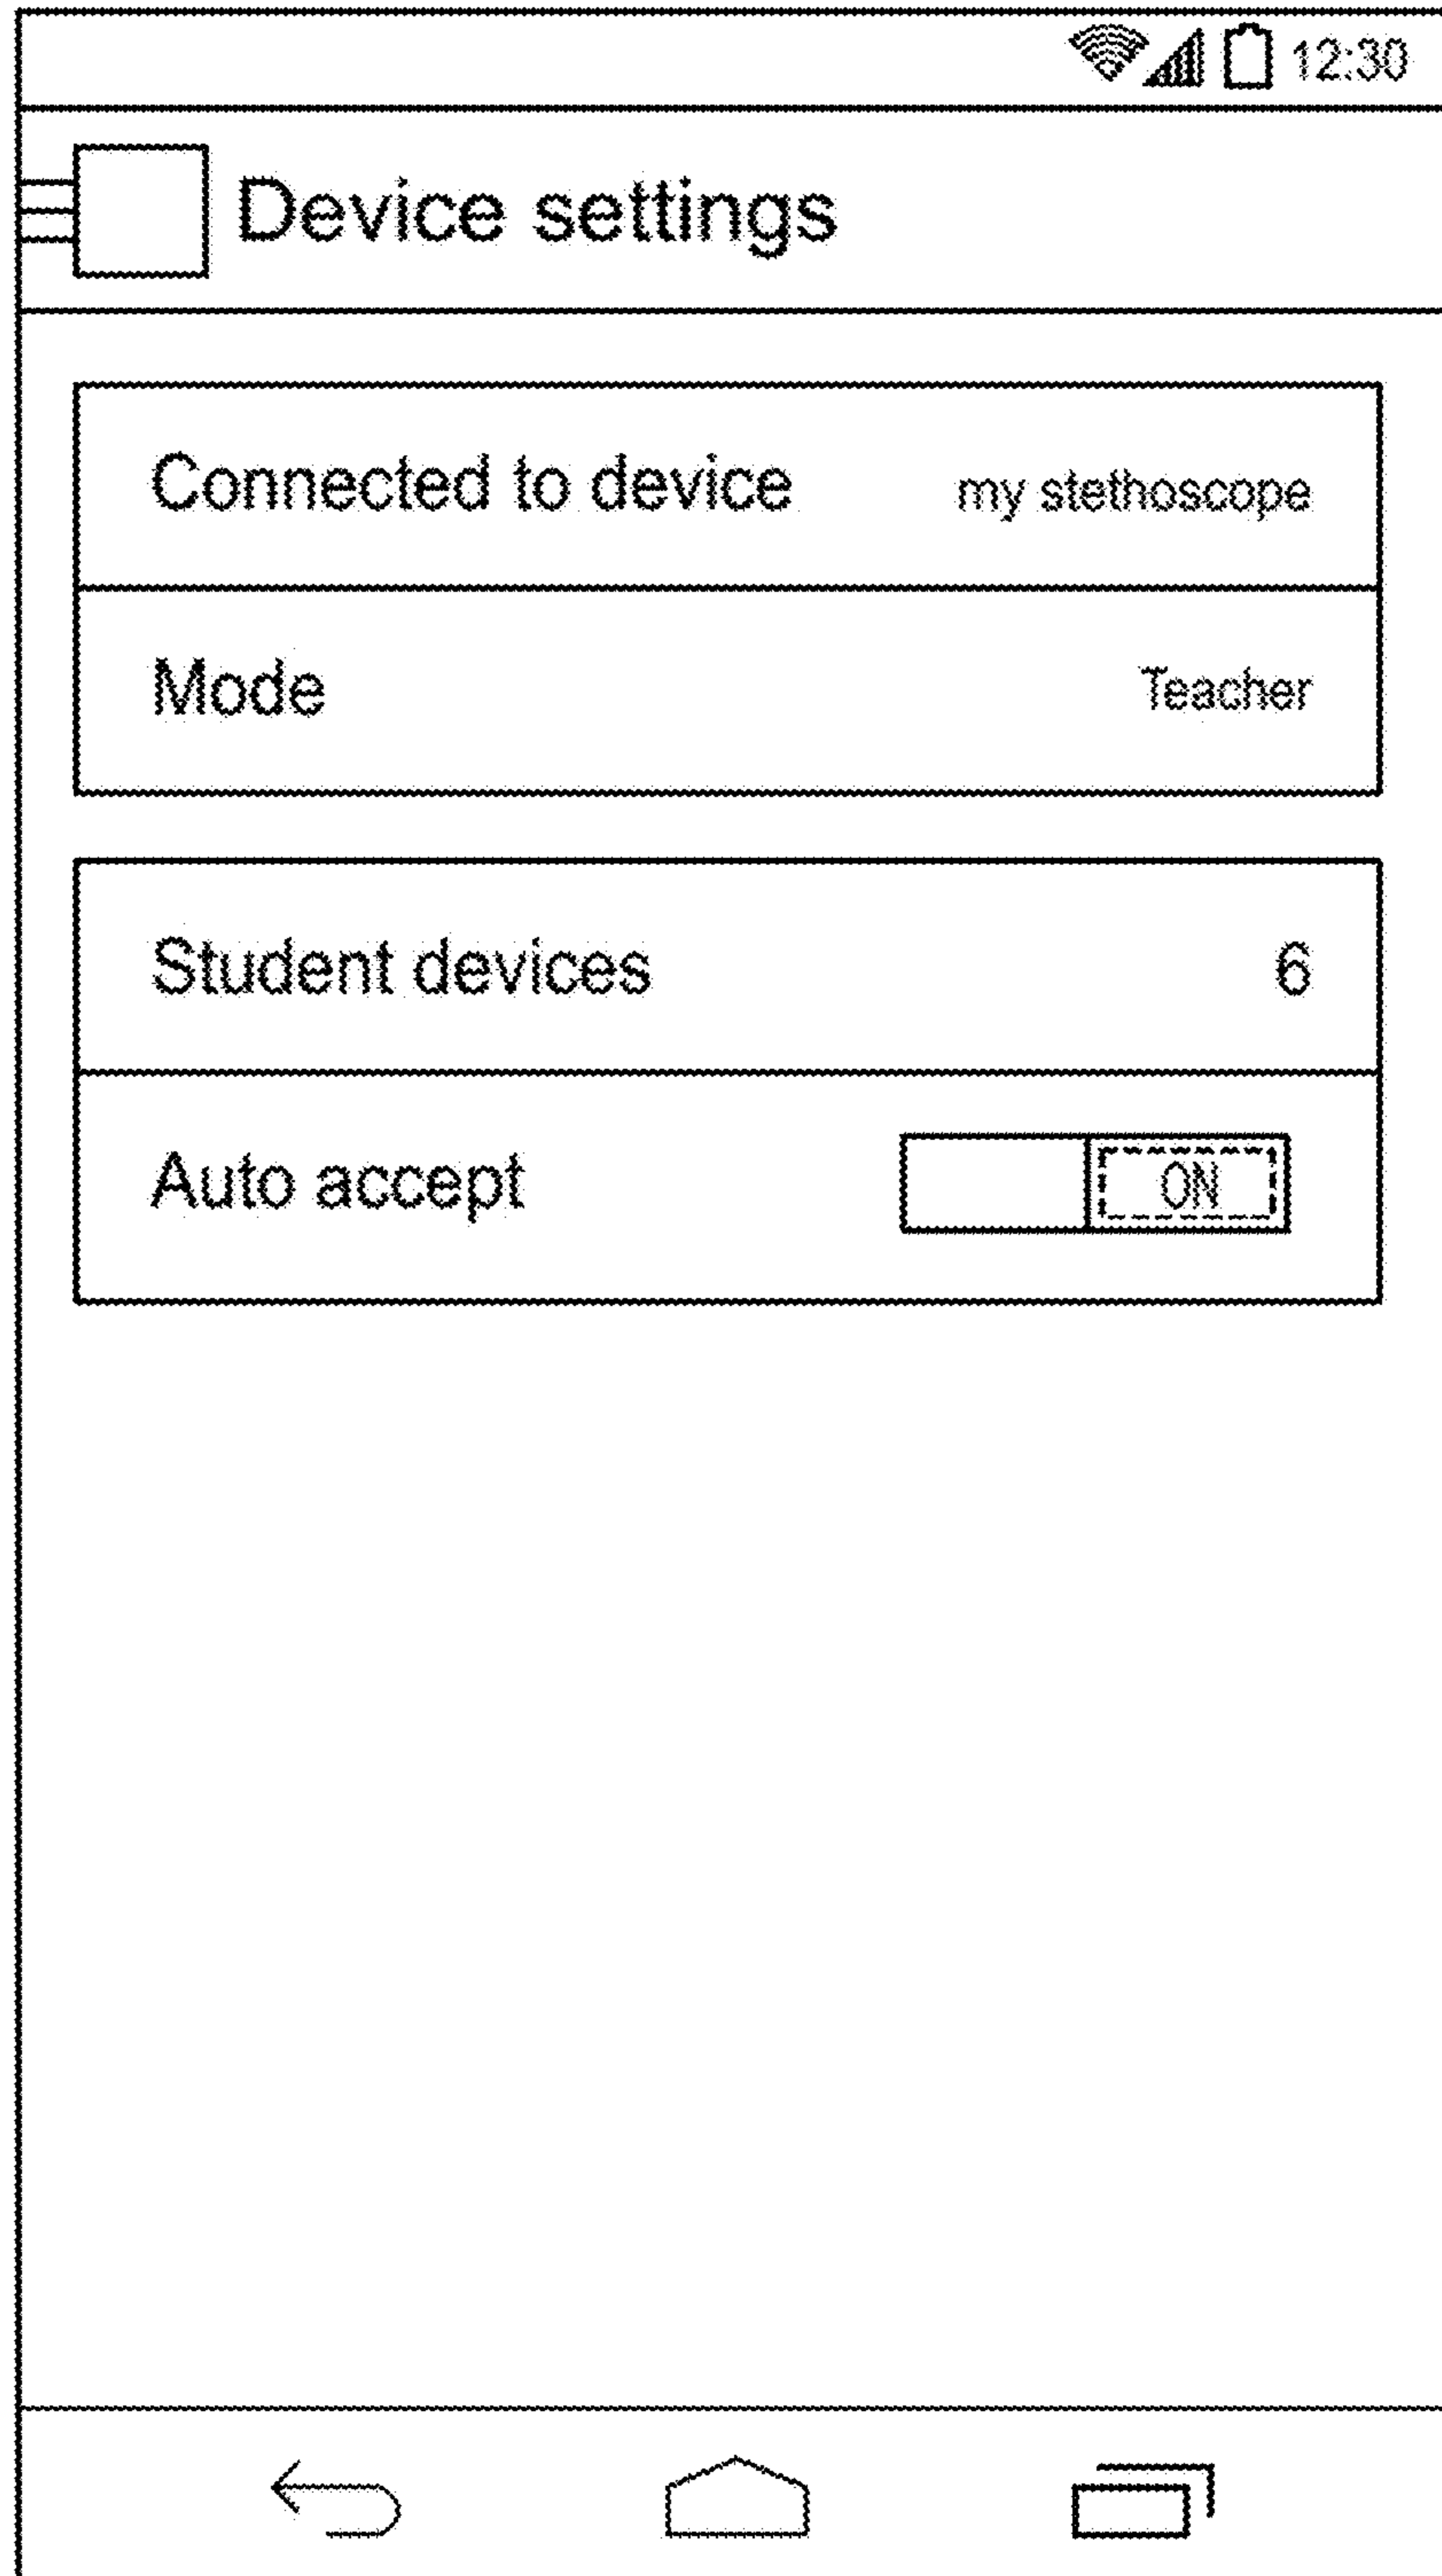 12:30
Device settings
Connected to device my stethoscope
Mode Teacher
Student devices 6
Auto accept ON